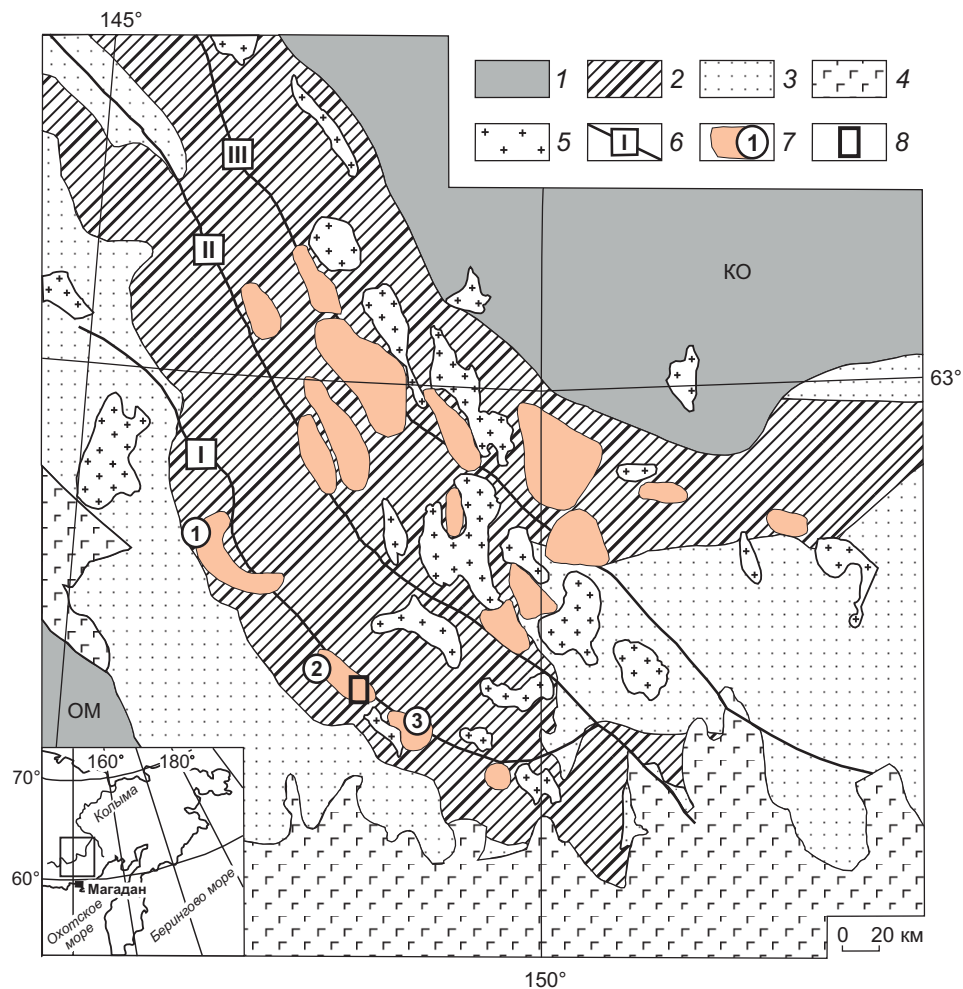 145°
1
2
3
4
5
I
6
1
7
8
III
II
КО
63°
I
1
2
3
ОМ
160°
180°
70°
Колыма
60°
Магадан
Охотское
море
Берингово море
0 20 км
150°